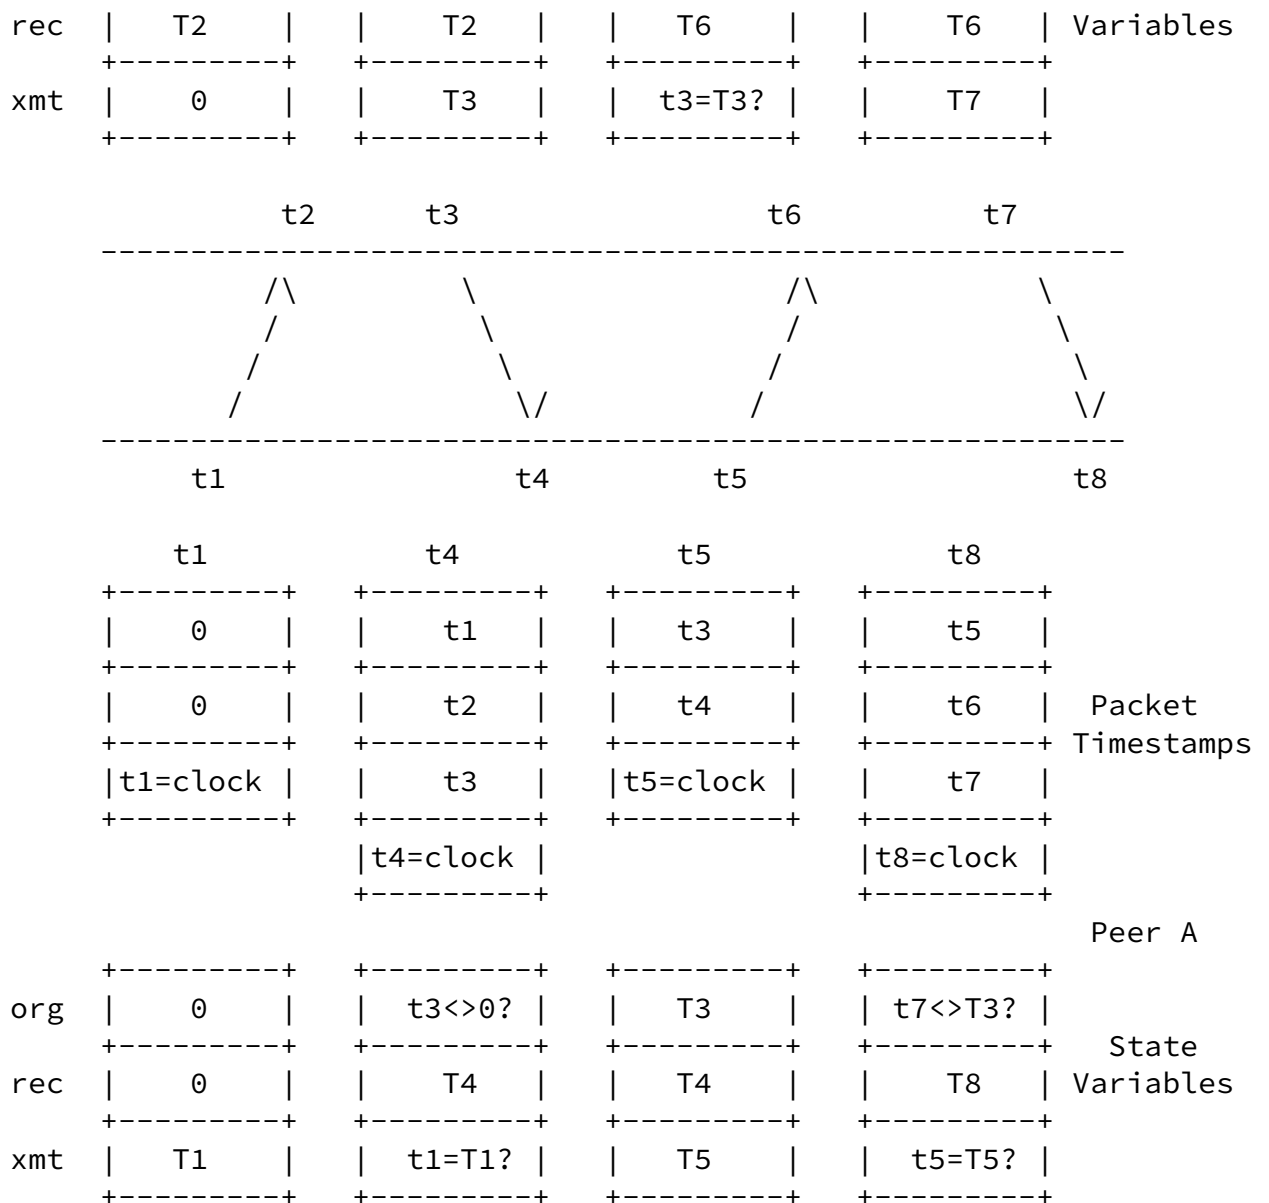 rec  |   T2    |   |    T2   |   |   T6    |   |    T6   | Variables
     +---------+   +---------+   +---------+   +---------+
xmt  |    0    |   |    T3   |   |  t3=T3? |   |    T7   |
     +---------+   +---------+   +---------+   +---------+
               t2      t3                 t6          t7
     ---------------------------------------------------------
              /\         \                 /\            \
              /           \               /               \
             /             \             /                 \
            /               \/          /                 \/
     ---------------------------------------------------------
          t1                t4         t5                  t8
         t1            t4            t5             t8
     +---------+   +---------+   +---------+   +---------+
     |    0    |   |    t1   |   |   t3    |   |    t5   |
     +---------+   +---------+   +---------+   +---------+
     |    0    |   |    t2   |   |   t4    |   |    t6   |  Packet
     +---------+   +---------+   +---------+   +---------+ Timestamps
     |t1=clock |   |    t3   |   |t5=clock |   |    t7   |
     +---------+   +---------+   +---------+   +---------+
                   |t4=clock |                 |t8=clock |
                   +---------+                 +---------+
                                                            Peer A
     +---------+   +---------+   +---------+   +---------+
org  |    0    |   |  t3<>0? |   |   T3    |   | t7<>T3? |
     +---------+   +---------+   +---------+   +---------+   State
rec  |    0    |   |    T4   |   |   T4    |   |    T8   | Variables
     +---------+   +---------+   +---------+   +---------+
xmt  |   T1    |   |  t1=T1? |   |   T5    |   |  t5=T5? |
     +---------+   +---------+   +---------+   +---------+